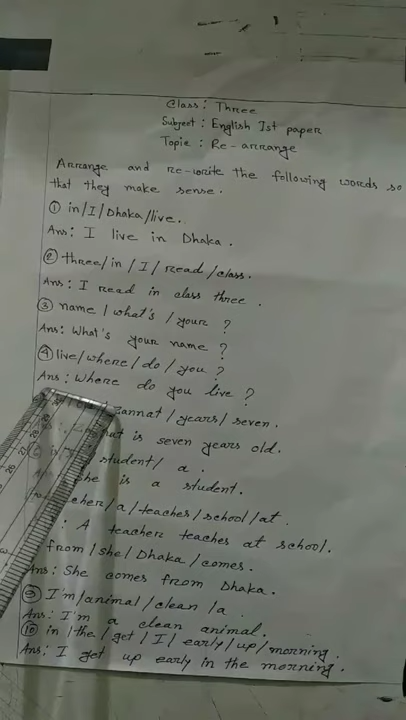 Class: Three
Subject: English Ist paper
Topic: Re-arrange
Arrange and re-write the following words so
that they make sense.
① in/I/Dhaka/live.
Ans: I live in Dhaka.
② three/in/I/read/class.
Ans: I read in class three.
③ name/what's/your?
Ans: What's your name?
④ live/where/do/you?
Ans: Where do you live?
Zannat/years/seven.
is seven years old.
student/a.
she is a student.
/a/teaches/school/at.
: A teacher teaches at school.
from/she/Dhaka/comes.
Ans: She comes from Dhaka.
⑨ I'm/animal/clean/a
Ans: I'm a clean animal.
⑩ in/the/get/I/early/up/morning.
Ans: I get up early in the morning.